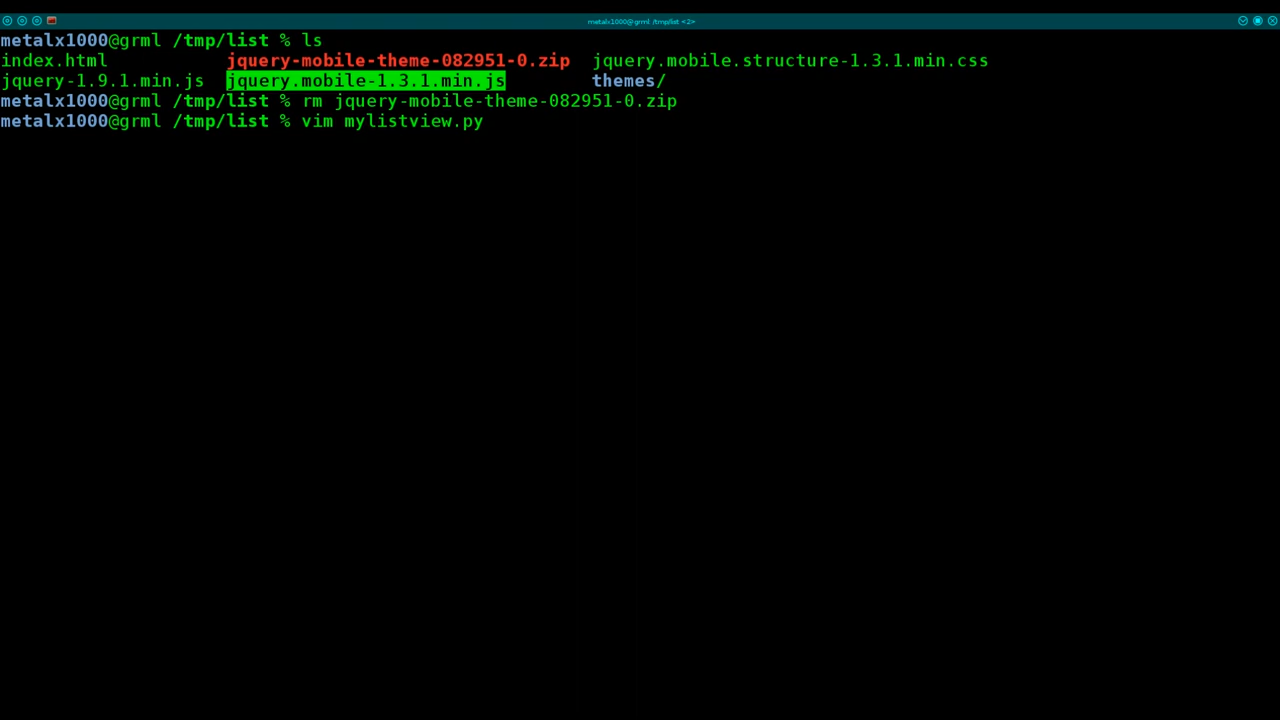 metalx1000@grml: /tmp/list <2>
metalx1000@grml /tmp/list % ls
index.html jquery-mobile-theme-082951-0.zip jquery.mobile.structure-1.3.1.min.css
jquery-1.9.1.min.js jquery.mobile-1.3.1.min.js themes/
metalx1000@grml /tmp/list % rm jquery-mobile-theme-082951-0.zip
metalx1000@grml /tmp/list % vim mylistview.py